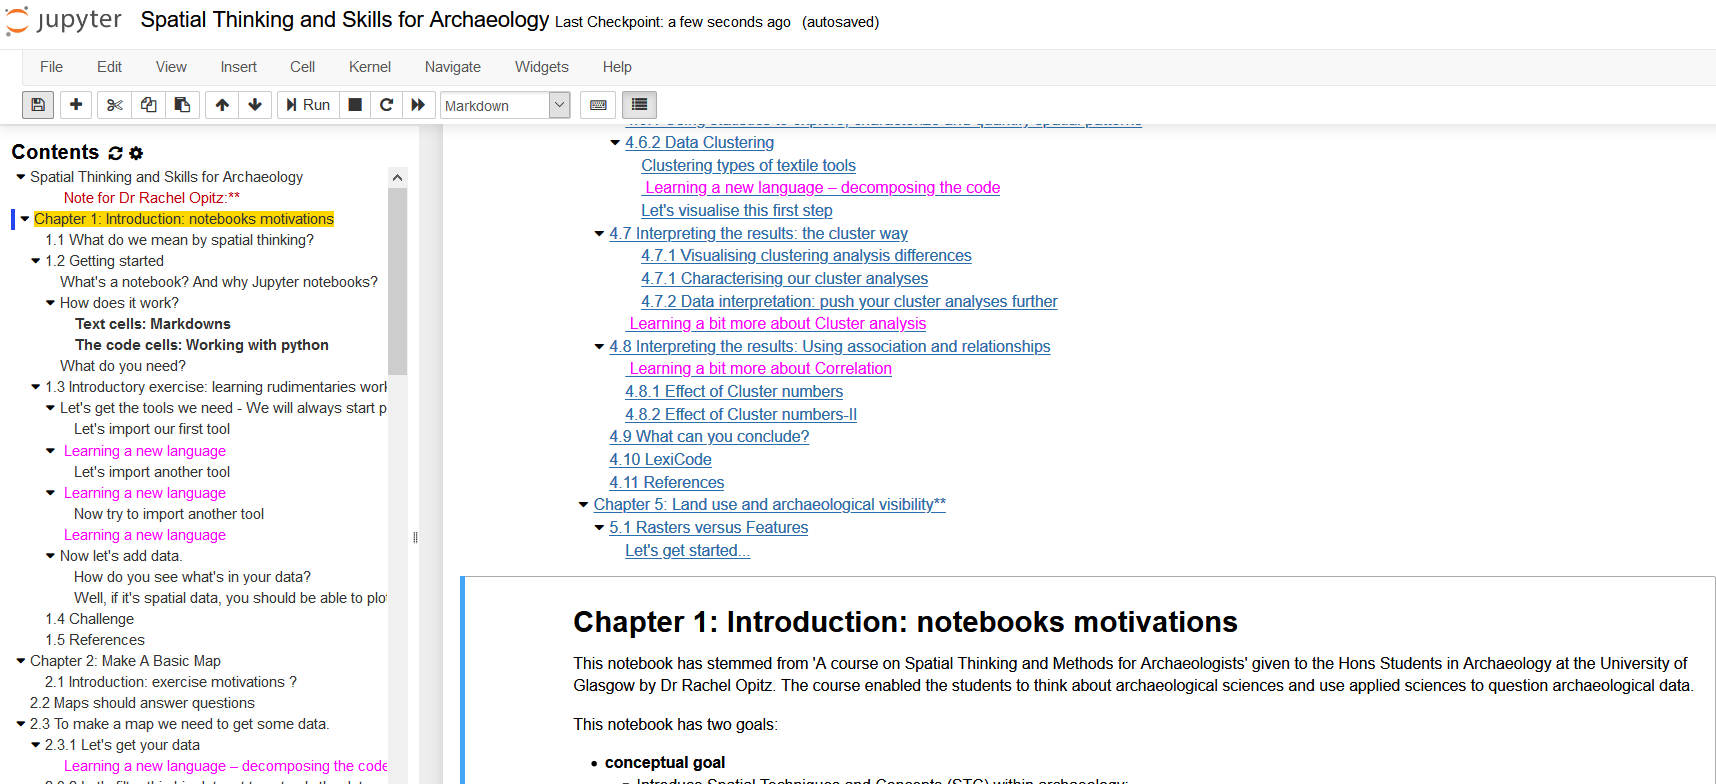 jupyter Spatial Thinking and Skills for Archaeology Last Checkpoint: a few seconds ago (autosaved)
File Edit View Insert Cell Kernel Navigate Widgets Help
Run Markdown
Contents
Spatial Thinking and Skills for Archaeology
Note for Dr Rachel Opitz:**
Chapter 1: Introduction: notebooks motivations
1.1 What do we mean by spatial thinking?
1.2 Getting started
What's a notebook? And why Jupyter notebooks?
How does it work?
Text cells: Markdowns
The code cells: Working with python
What do you need?
1.3 Introductory exercise: learning rudimentaries
Let's get the tools we need - We will always start
Let's import our first tool
Learning a new language
Let's import another tool
Learning a new language
Now try to import another tool
Learning a new language
Now let's add data.
How do you see what's in your data?
Well, if it's spatial data, you should be able to
1.4 Challenge
1.5 References
Chapter 2: Make A Basic Map
2.1 Introduction: exercise motivations ?
2.2 Maps should answer questions
2.3 To make a map we need to get some data.
2.3.1 Let's get your data
Learning a new language – decomposing the code
4.6.2 Data Clustering
Clustering types of textile tools
Learning a new language – decomposing the code
Let's visualise this first step
4.7 Interpreting the results: the cluster way
4.7.1 Visualising clustering analysis differences
4.7.1 Characterising our cluster analyses
4.7.2 Data interpretation: push your cluster analyses further
Learning a bit more about Cluster analysis
4.8 Interpreting the results: Using association and relationships
Learning a bit more about Correlation
4.8.1 Effect of Cluster numbers
4.8.2 Effect of Cluster numbers-II
4.9 What can you conclude?
4.10 LexiCode
4.11 References
Chapter 5: Land use and archaeological visibility**
5.1 Rasters versus Features
Let's get started...
Chapter 1: Introduction: notebooks motivations
This notebook has stemmed from 'A course on Spatial Thinking and Methods for Archaeologists' given to the Hons Students in Archaeology at the University of
Glasgow by Dr Rachel Opitz. The course enabled the students to think about archaeological sciences and use applied sciences to question archaeological data.
This notebook has two goals:
conceptual goal